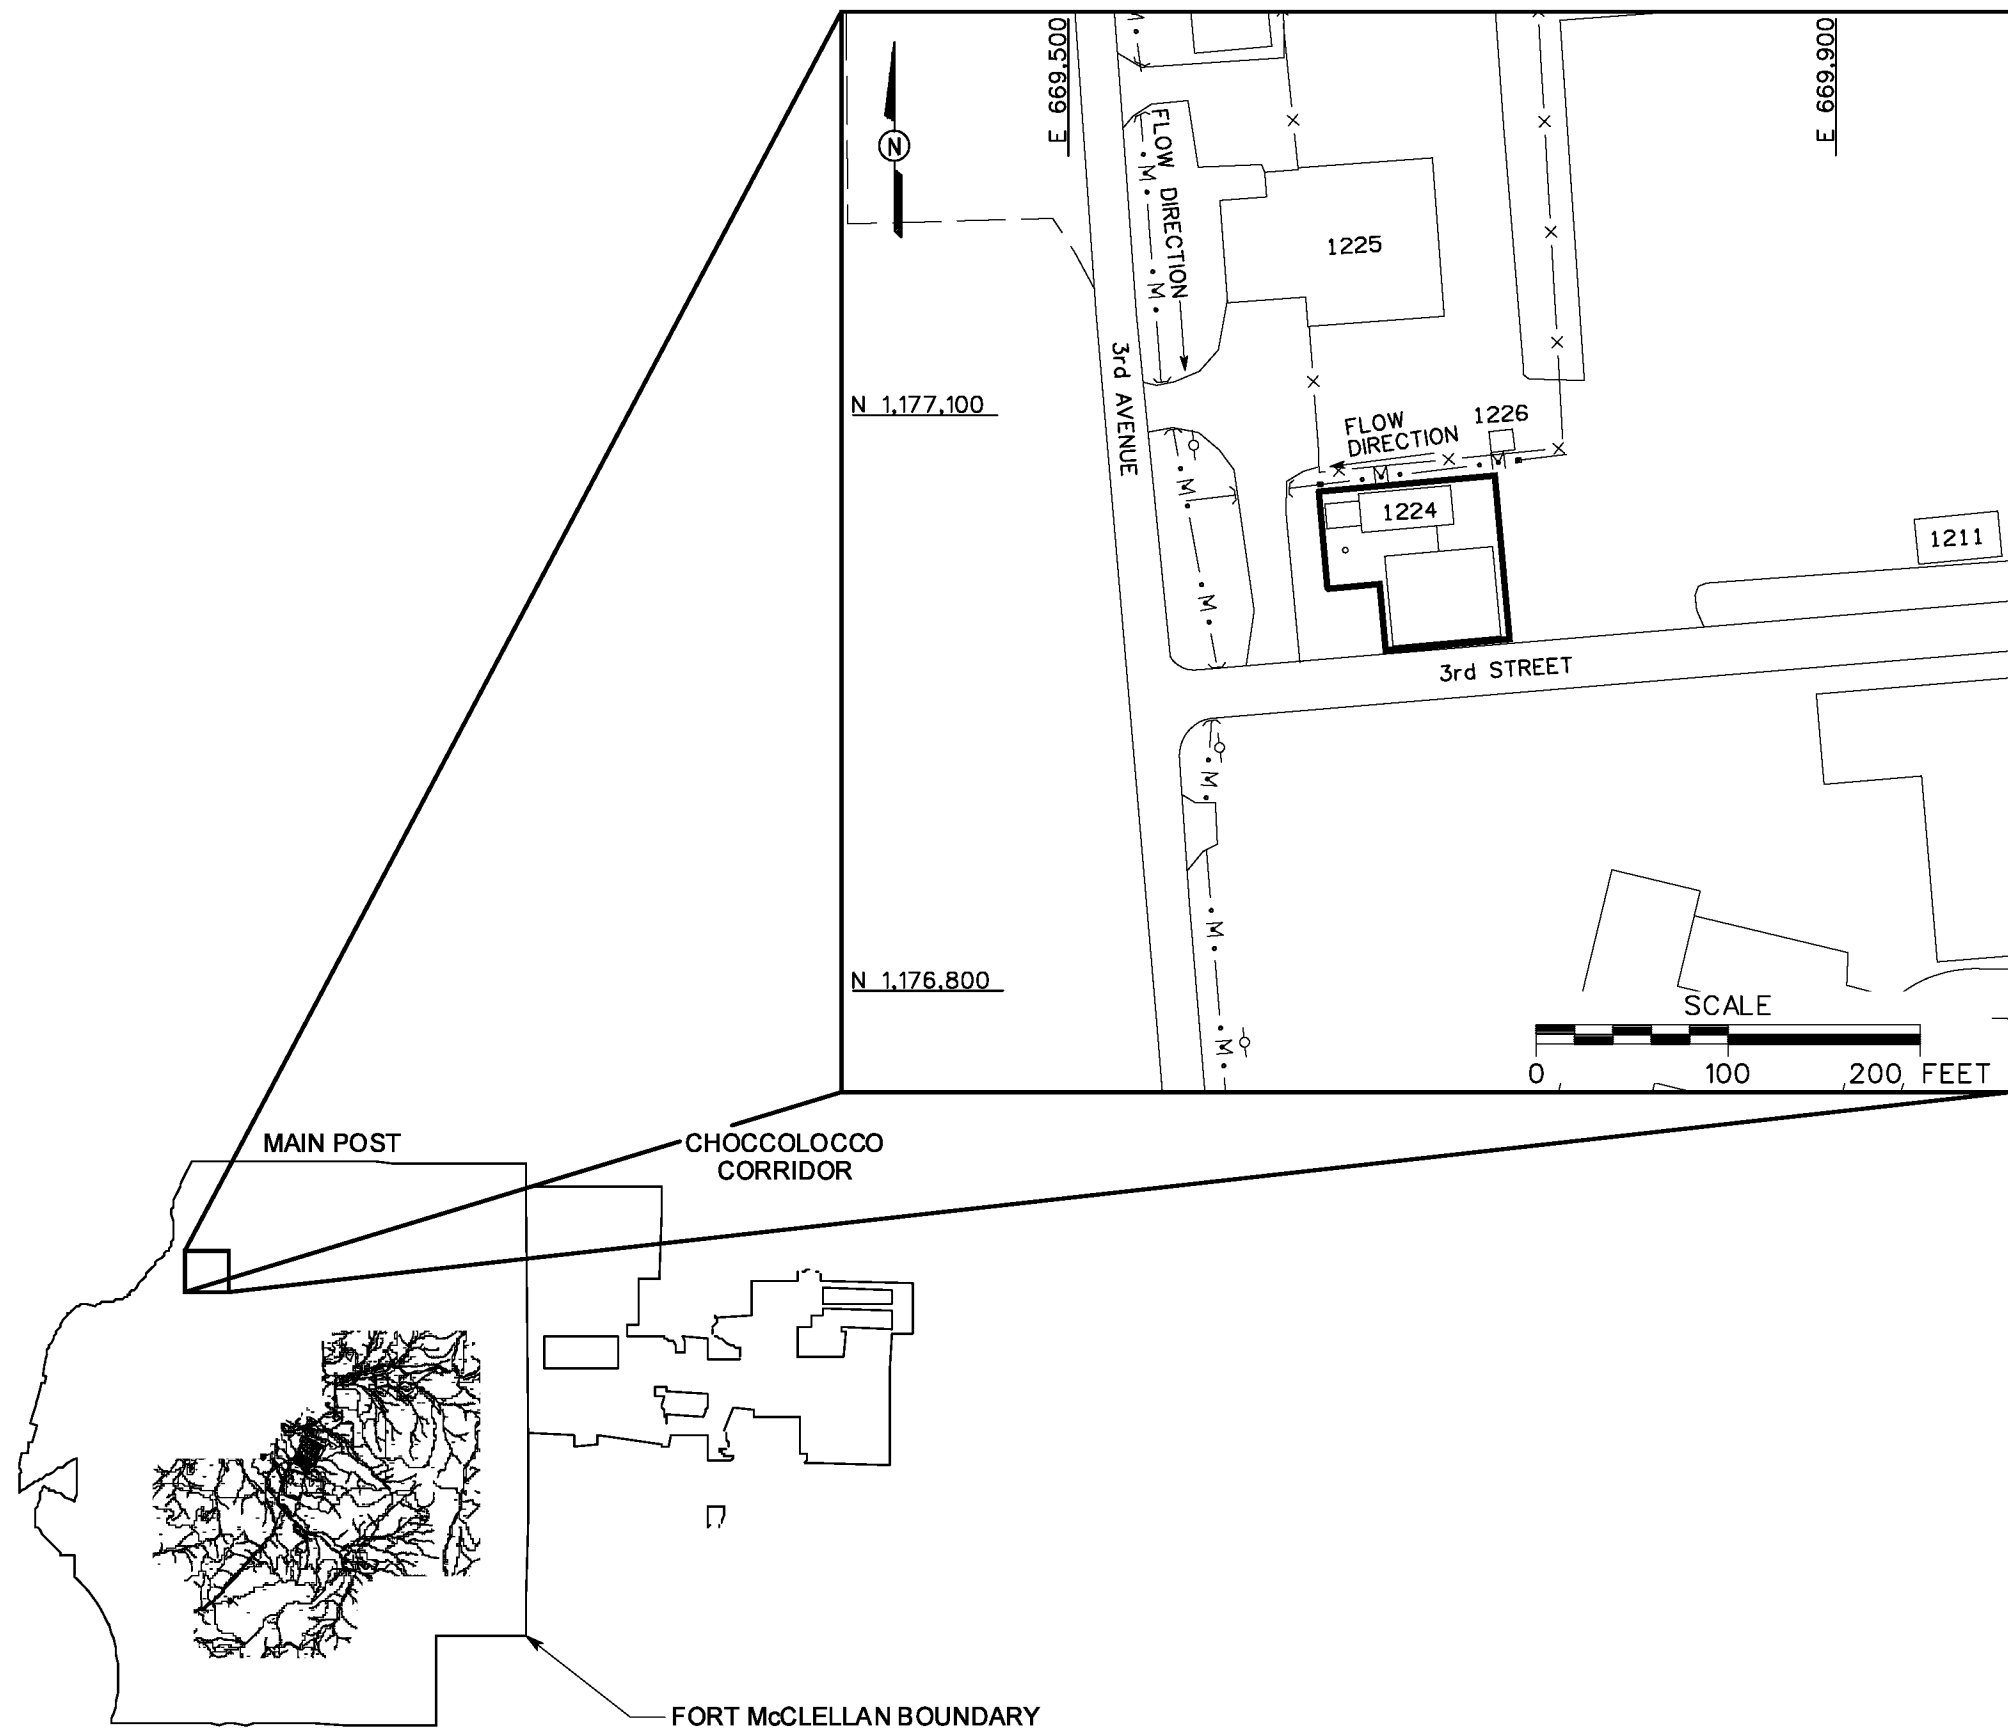 E 669,500
E 669,900
N
FLOW DIRECTION
1225
3rd AVENUE
N 1,177,100
FLOW
DIRECTION
1226
1224
1211
3rd STREET
N 1,176,800
SCALE
0 100 200 FEET
MAIN POST
CHOCCOLOCCO
CORRIDOR
FORT McCLELLAN BOUNDARY